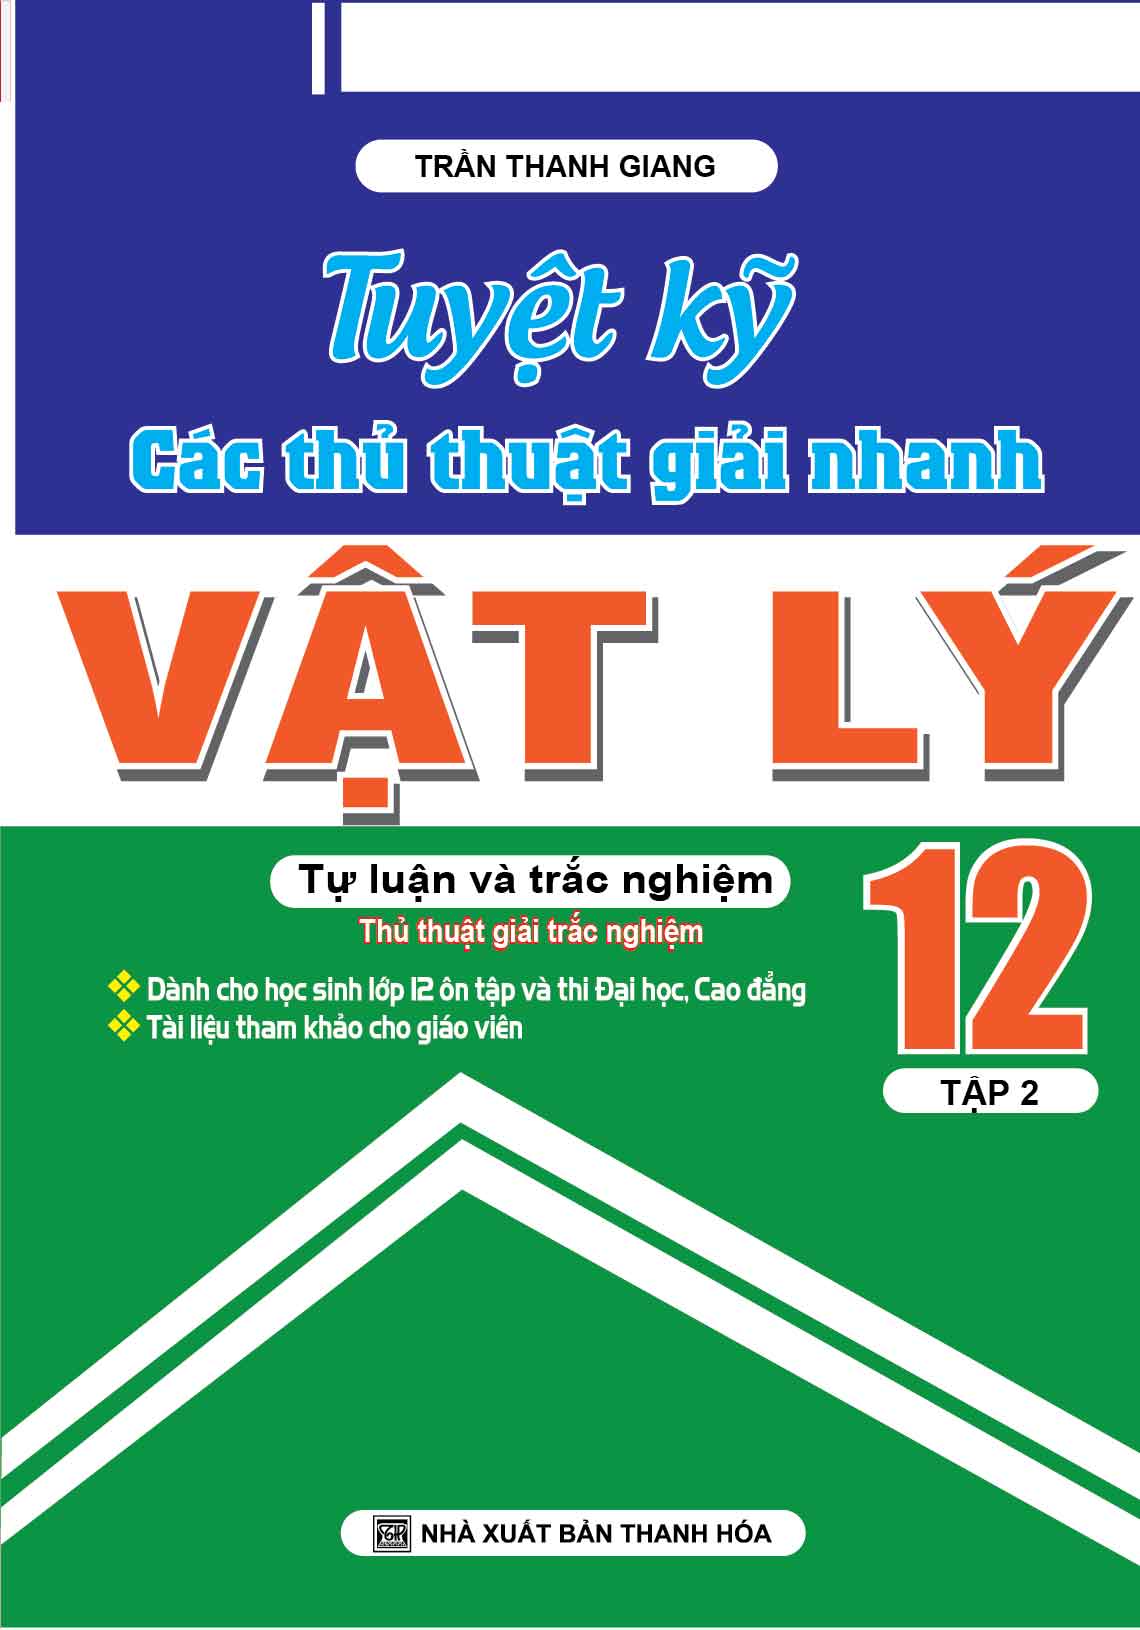 TRẦN THANH GIANG
Tuyệt kỹ
Các thủ thuật giải nhanh
VẬT LÝ
12
Tự luận và trắc nghiệm
Thủ thuật giải trắc nghiệm
Dành cho học sinh lớp 12 ôn tập và thi Đại học, Cao đẳng
Tài liệu tham khảo cho giáo viên
TẬP 2
NHÀ XUẤT BẢN THANH HÓA